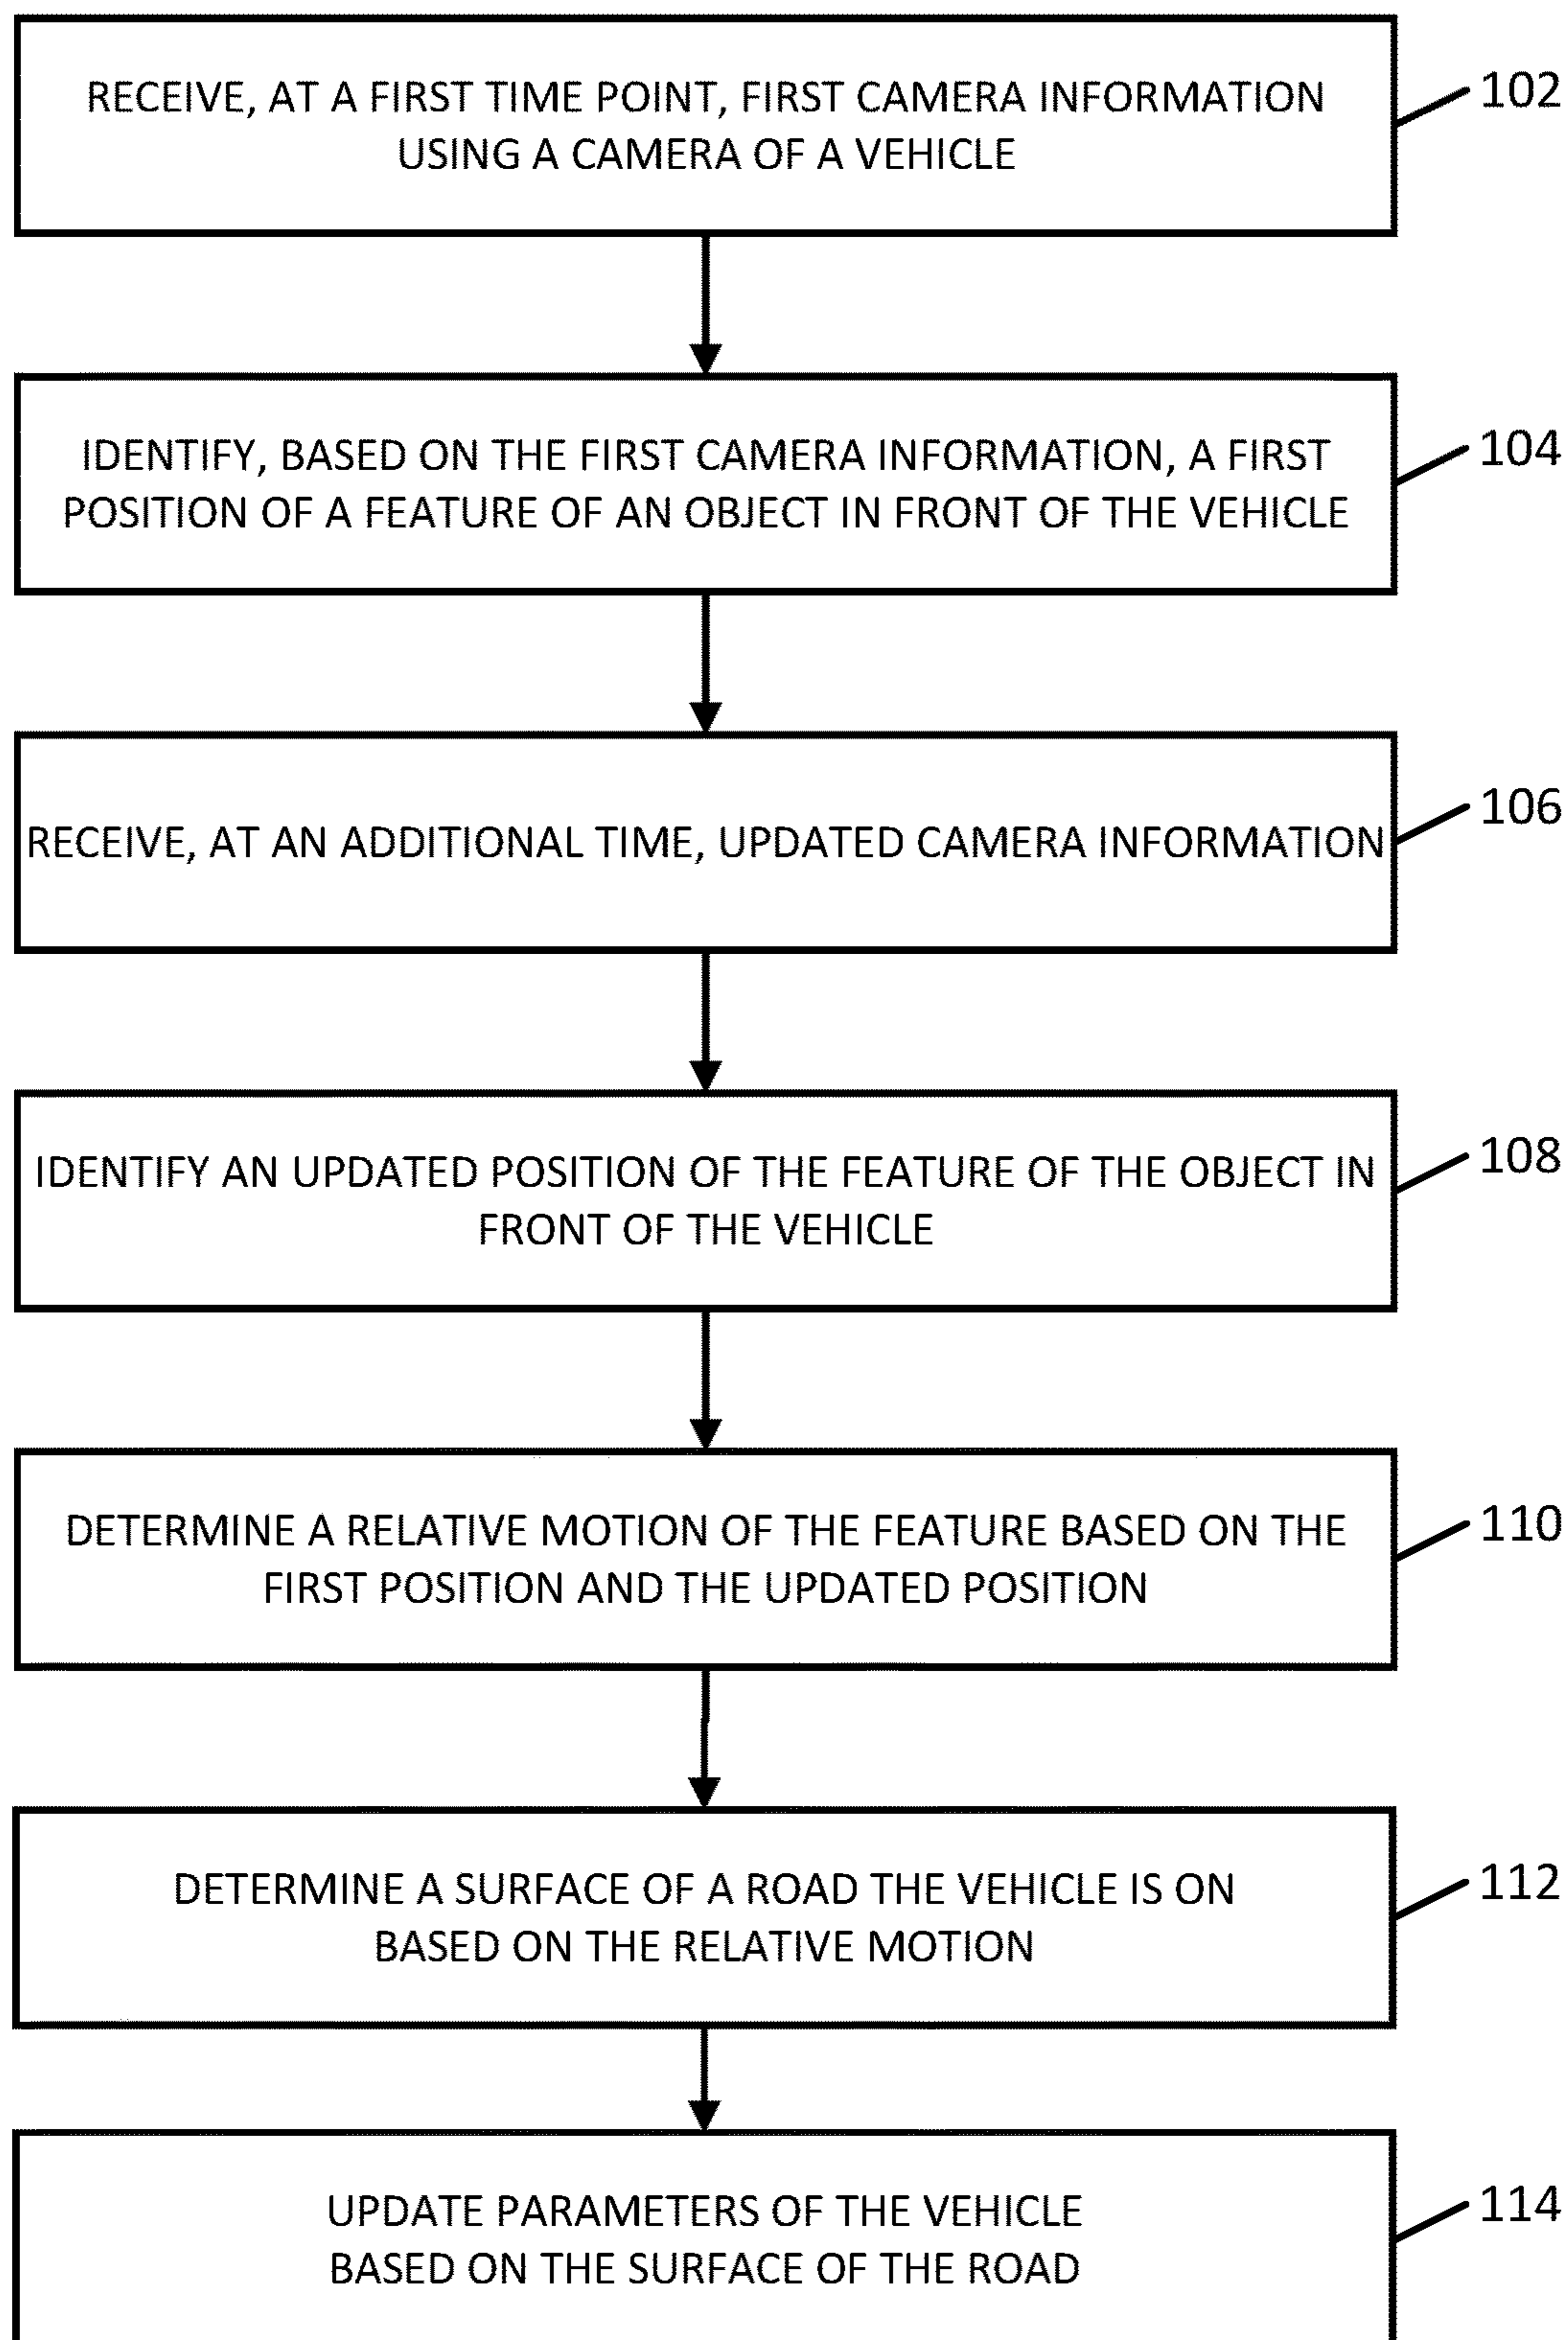 RECEIVE, AT A FIRST TIME POINT, FIRST CAMERA INFORMATION
USING A CAMERA OF A VEHICLE
102
IDENTIFY, BASED ON THE FIRST CAMERA INFORMATION, A FIRST
POSITION OF A FEATURE OF AN OBJECT IN FRONT OF THE VEHICLE
104
RECEIVE, AT AN ADDITIONAL TIME, UPDATED CAMERA INFORMATION
106
IDENTIFY AN UPDATED POSITION OF THE FEATURE OF THE OBJECT IN
FRONT OF THE VEHICLE
108
DETERMINE A RELATIVE MOTION OF THE FEATURE BASED ON THE
FIRST POSITION AND THE UPDATED POSITION
110
DETERMINE A SURFACE OF A ROAD THE VEHICLE IS ON
BASED ON THE RELATIVE MOTION
112
UPDATE PARAMETERS OF THE VEHICLE
BASED ON THE SURFACE OF THE ROAD
114